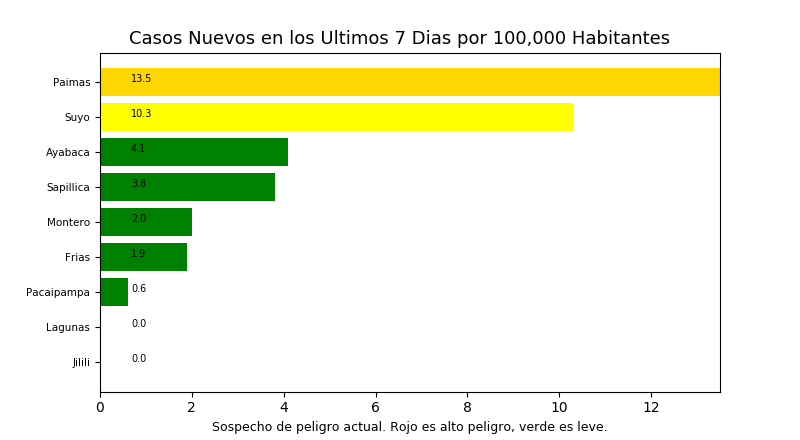 Casos Nuevos en los Ultimos 7 Dias por 100,000 Habitantes
Paimas 13.5
Suyo 10.3
Ayabaca 4.1
Sapillica 3.8
Montero 2.0
Frias 1.9
Pacaipampa 0.6
Lagunas 0.0
Jilili 0.0
0 2 4 6 8 10 12
Sospecho de peligro actual. Rojo es alto peligro, verde es leve.